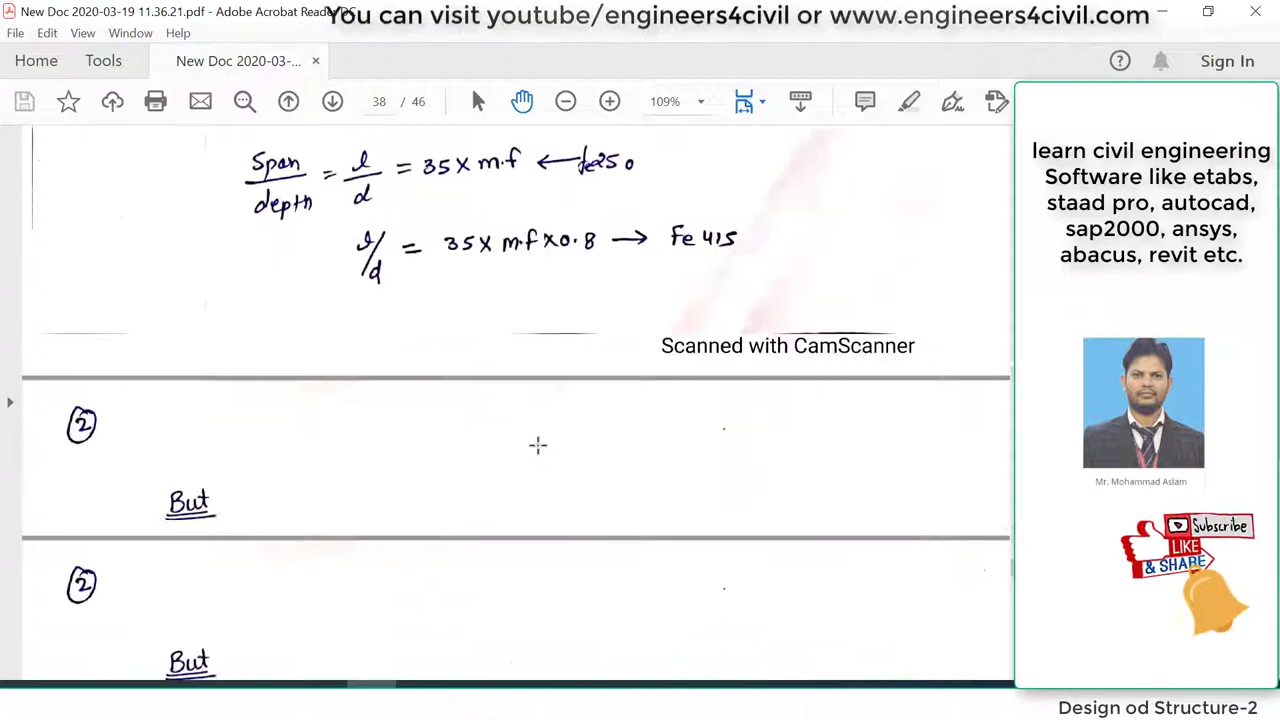 New Doc 2020-03-19 11.36.21.pdf - Adobe Acrobat Reader DC
You can visit youtube/engineers4civil or www.engineers4civil.com
File Edit View Window Help
Home Tools New Doc 2020-03-... × Sign In
38 / 46 109%
Span/depth = l/d = 35 x m.f ← Fe250
l/d = 35 x m.f x 0.8 → Fe 415
Scanned with CamScanner
②
But
②
But
learn civil engineering
Software like etabs,
staad pro, autocad,
sap2000, ansys,
abacus, revit etc.
Mr. Mohammad Aslam
Subscribe
LIKE
& SHARE
Design od Structure-2